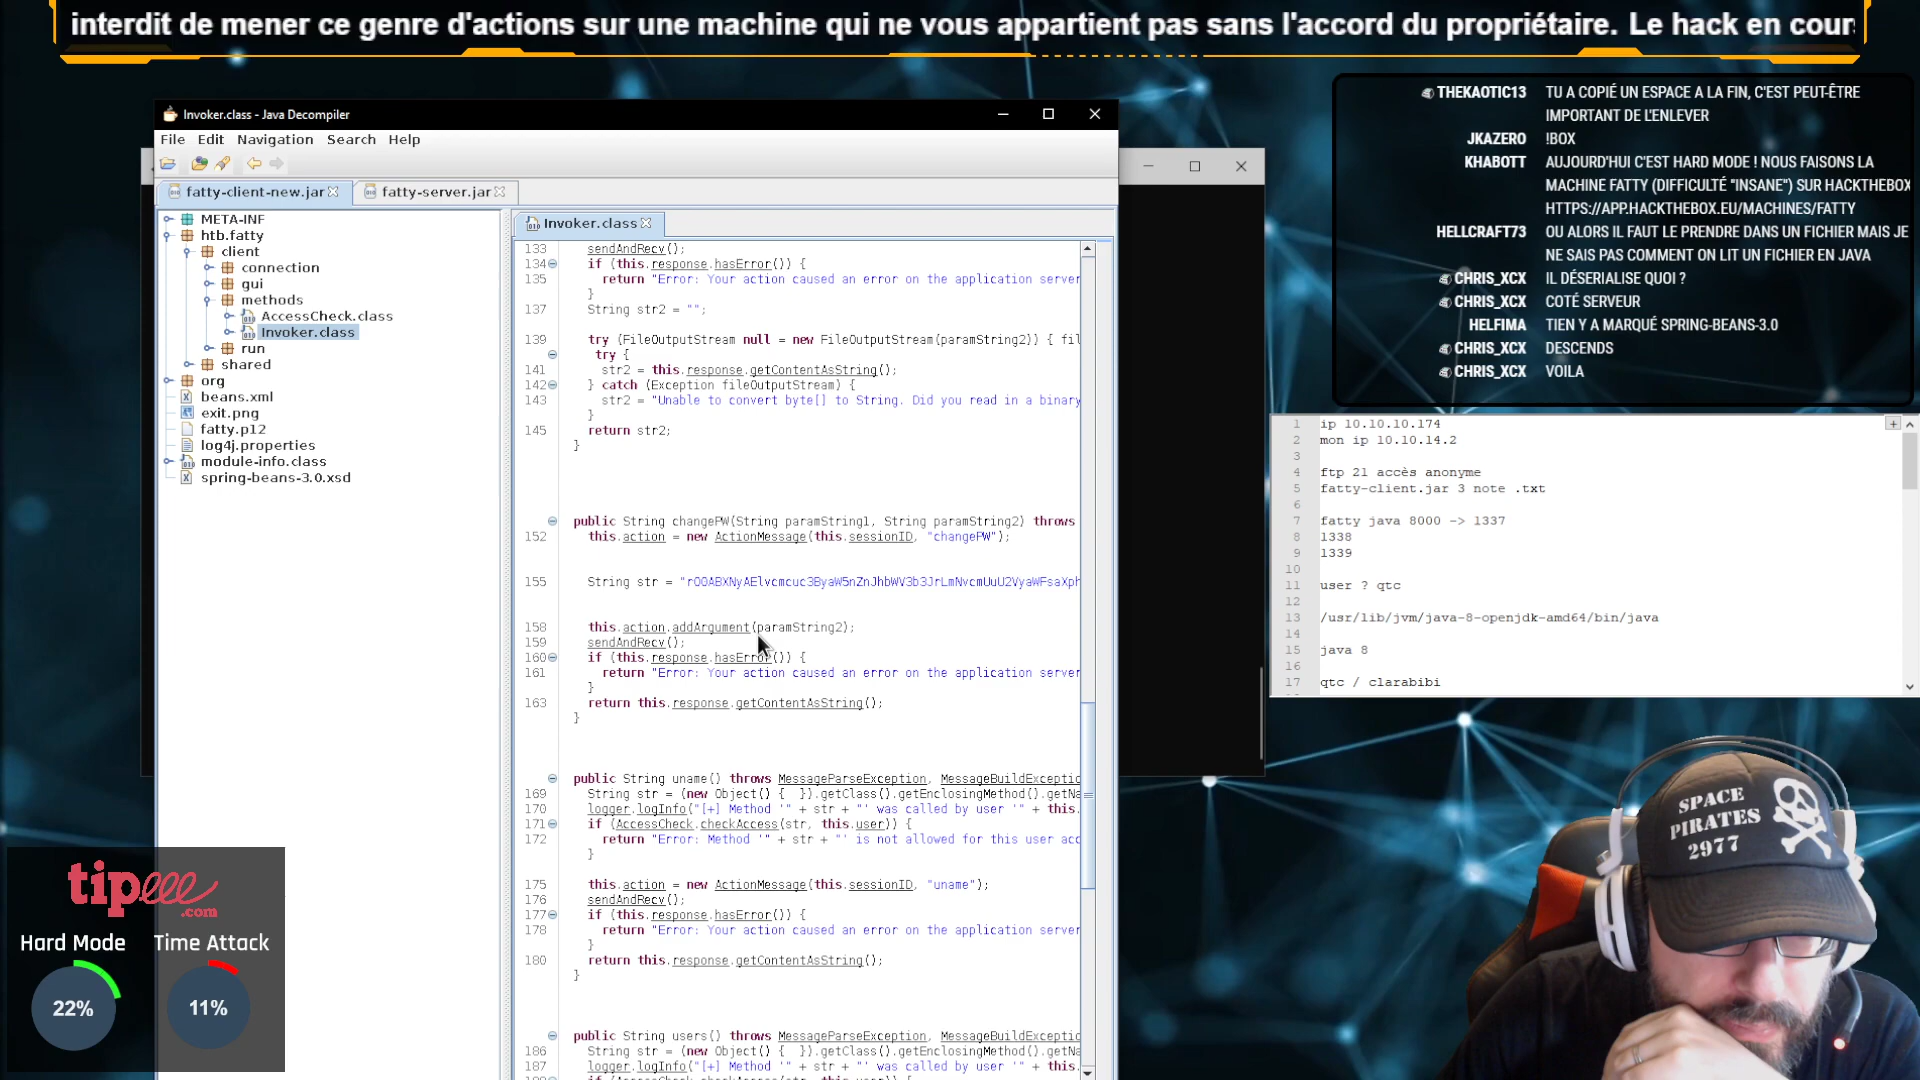 interdit de mener ce genre d'actions sur une machine qui ne vous appartient pas sans l'accord du propriétaire. Le hack en cour
Invoker.class - Java Decompiler
File Edit Navigation Search Help
fatty-client-new.jar
fatty-server.jar
META-INF
htb.fatty
client
connection
gui
methods
AccessCheck.class
Invoker.class
run
shared
org
beans.xml
exit.png
fatty.p12
log4j.properties
module-info.class
spring-beans-3.0.xsd
Invoker.class
133 sendAndRecv();
134 if (this.response.hasError()) {
135 return "Error: Your action caused an error on the application server
}
137 String str2 = "";
139 try (FileOutputStream null = new FileOutputStream(paramString2)) { fil
try {
141 str2 = this.response.getContentAsString();
142 } catch (Exception fileOutputStream) {
143 str2 = "Unable to convert byte[] to String. Did you read in a binary
}
145 return str2;
}
public String changePW(String paramString1, String paramString2) throws
152 this.action = new ActionMessage(this.sessionID, "changePW");
155 String str = "rO0ABXNyAElvcmcuc3ByaW5nZnJhbWV3b3JrLmNvcmUuU2VyaWFsaXph
158 this.action.addArgument(paramString2);
159 sendAndRecv();
160 if (this.response.hasError()) {
161 return "Error: Your action caused an error on the application server
}
163 return this.response.getContentAsString();
}
public String uname() throws MessageParseException, MessageBuildExceptio
169 String str = (new Object() { }).getClass().getEnclosingMethod().getNa
170 logger.logInfo("[+] Method '" + str + "' was called by user '" + this.
171 if (AccessCheck.checkAccess(str, this.user)) {
172 return "Error: Method '" + str + "' is not allowed for this user acc
}
175 this.action = new ActionMessage(this.sessionID, "uname");
176 sendAndRecv();
177 if (this.response.hasError()) {
178 return "Error: Your action caused an error on the application server
}
180 return this.response.getContentAsString();
}
public String users() throws MessageParseException, MessageBuildExceptio
186 String str = (new Object() { }).getClass().getEnclosingMethod().getNa
187 logger.logInfo("[+] Method '" + str + "' was called by user '" + this.
THEKAOTIC13 TU A COPIÉ UN ESPACE A LA FIN, C'EST PEUT-ÊTRE
IMPORTANT DE L'ENLEVER
JKAZERO !BOX
KHABOTT AUJOURD'HUI C'EST HARD MODE ! NOUS FAISONS LA
MACHINE FATTY (DIFFICULTÉ "INSANE") SUR HACKTHEBOX
HTTPS://APP.HACKTHEBOX.EU/MACHINES/FATTY
HELLCRAFT73 OU ALORS IL FAUT LE PRENDRE DANS UN FICHIER MAIS JE
NE SAIS PAS COMMENT ON LIT UN FICHIER EN JAVA
CHRIS_XCX IL DÉSERIALISE QUOI ?
CHRIS_XCX COTÉ SERVEUR
HELFIMA TIEN Y A MARQUÉ SPRING-BEANS-3.0
CHRIS_XCX DESCENDS
CHRIS_XCX VOILA
1 ip 10.10.10.174
2 mon ip 10.10.14.2
3
4 ftp 21 accès anonyme
5 fatty-client.jar 3 note .txt
6
7 fatty java 8000 -> 1337
8 1338
9 1339
10
11 user ? qtc
12
13 /usr/lib/jvm/java-8-openjdk-amd64/bin/java
14
15 java 8
16
17 qtc / clarabibi
tipeee
.com
Hard Mode Time Attack
22% 11%
SPACE
PIRATES
2977